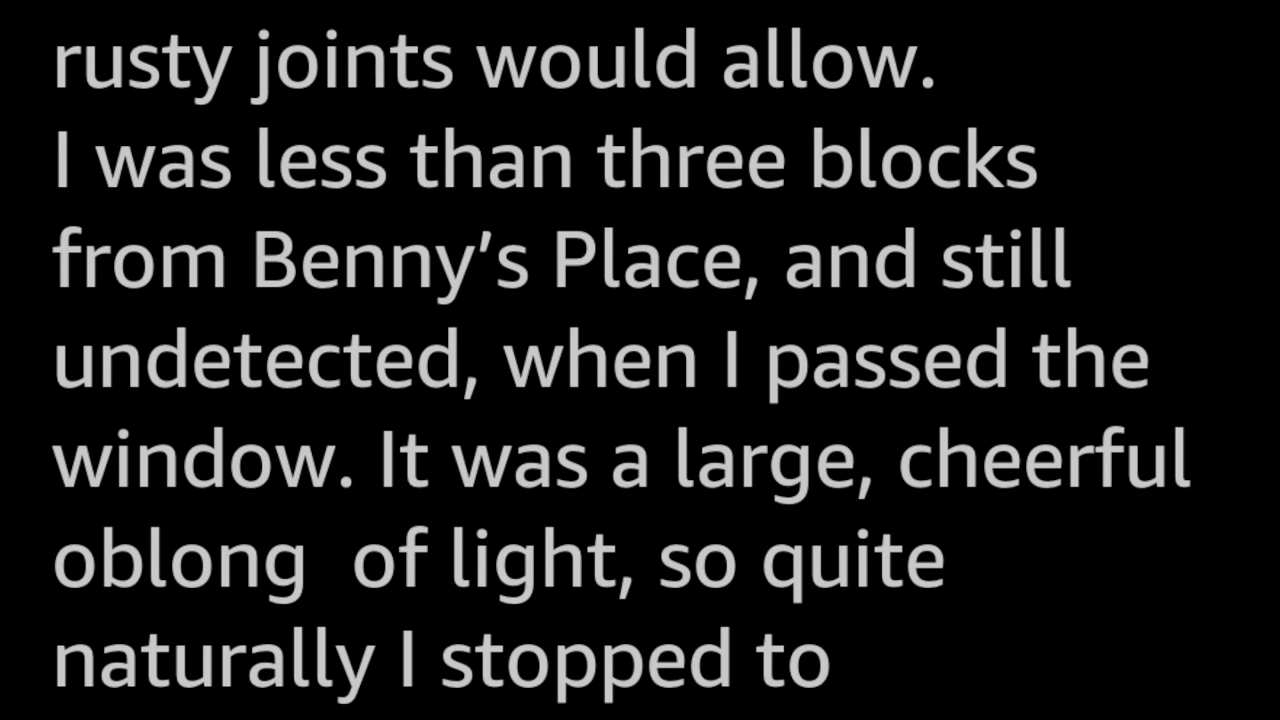 rusty joints would allow.
I was less than three blocks
from Benny’s Place, and still
undetected, when I passed the
window. It was a large, cheerful
oblong  of light, so quite
naturally I stopped to